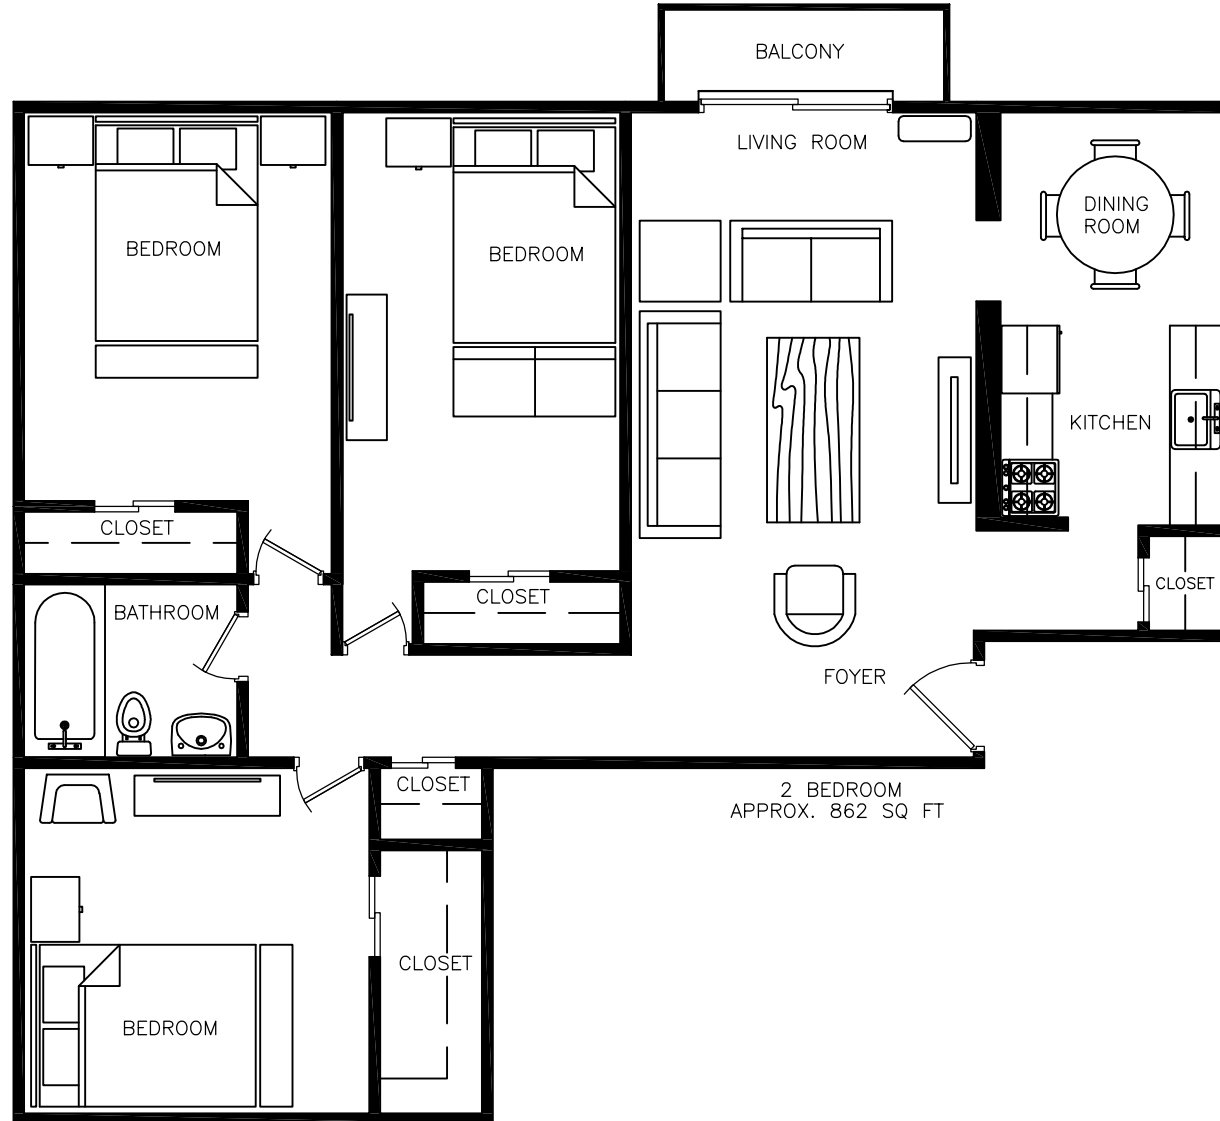 BALCONY
LIVING ROOM
DINING
ROOM
BEDROOM
BEDROOM
KITCHEN
CLOSET
CLOSET
CLOSET
BATHROOM
FOYER
CLOSET
2 BEDROOM
APPROX. 862 SQ FT
CLOSET
BEDROOM